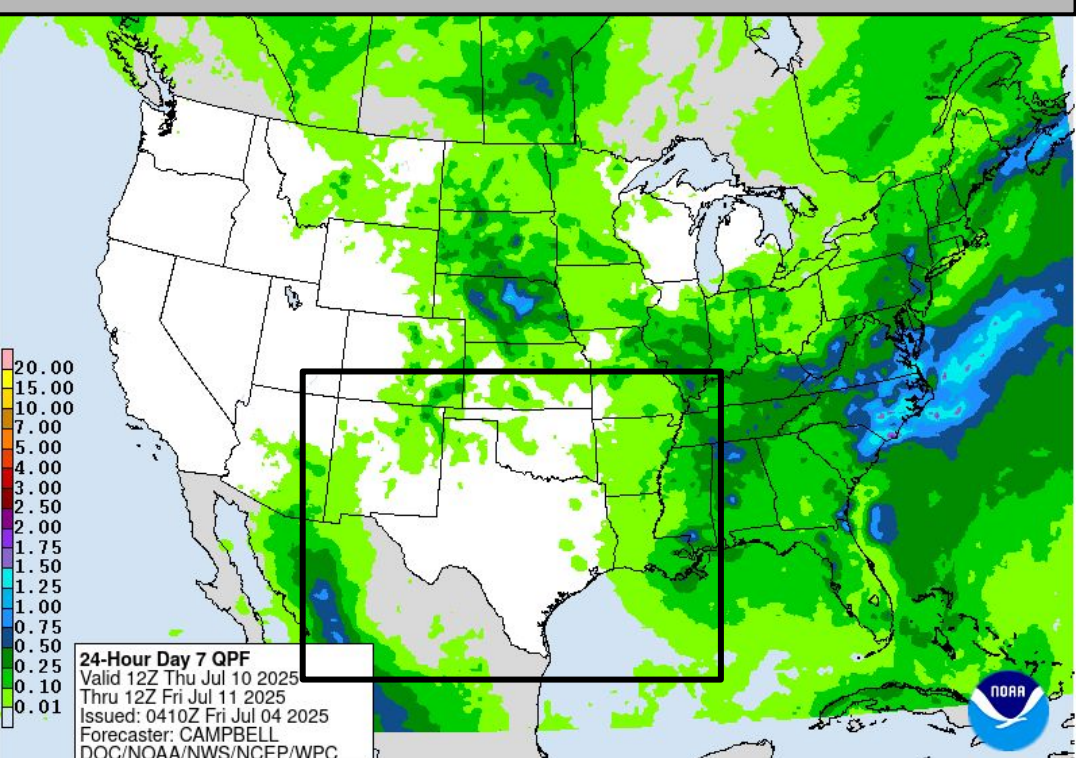 20.00
15.00
10.00
7.00
5.00
4.00
3.00
2.50
2.00
1.75
1.50
1.25
1.00
0.75
0.50
0.25
0.10
0.01
24-Hour Day 7 QPF
Valid 12Z Thu Jul 10 2025
Thru 12Z Fri Jul 11 2025
Issued: 0410Z Fri Jul 04 2025
Forecaster: CAMPBELL
DOC/NOAA/NWS/NCEP/WPC
NOAA